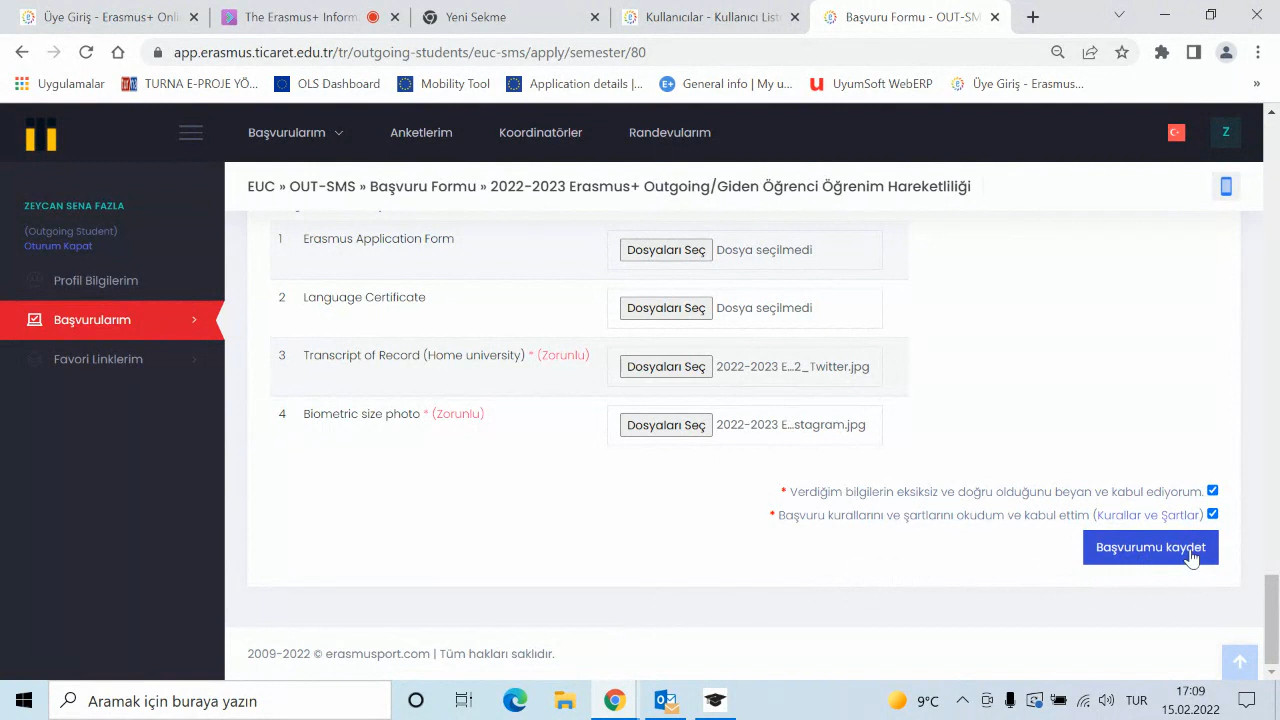 Üye Giriş - Erasmus Onli
The Erasmus - Inform
Yeni Sekme
Kullanıcılar - Kullanıcı List
Başvuru Formu - OUT-SM
app.erasmus.ticaret.edu.tr/tr/outgoing-students/euc-sms/apply/semester/80
Uygulamalar
TURNA E-PROJE YÖ...
OLS Dashboard
Mobility Tool
Application details |...
General info | My u...
UyumSoft WebERP
Üye Giriş - Erasmus...
Başvurularım
Anketlerim
Koordinatörler
Randevularım
Z
EUC » OUT-SMS » Başvuru Formu » 2022-2023 Erasmus+ Outgoing/Giden Öğrenci Öğrenim Hareketliliği
ZEYCAN SENA FAZLA
(Outgoing Student)
Oturum Kapat
Profil Bilgilerim
Başvurularım
Favori Linklerim
1 Erasmus Application Form Dosyaları Seç Dosya seçilmedi
2 Language Certificate Dosyaları Seç Dosya seçilmedi
3 Transcript of Record (Home university) * (Zorunlu) Dosyaları Seç 2022-2023 E...2_Twitter.jpg
4 Biometric size photo * (Zorunlu) Dosyaları Seç 2022-2023 E...stagram.jpg
* Verdiğim bilgilerin eksiksiz ve doğru olduğunu beyan ve kabul ediyorum.
* Başvuru kurallarını ve şartlarını okudum ve kabul ettim (Kurallar ve Şartlar)
Başvurumu kaydet
2009-2022 © erasmusport.com | Tüm hakları saklıdır.
Aramak için buraya yazın
9°C
TUR
17:09
15.02.2022